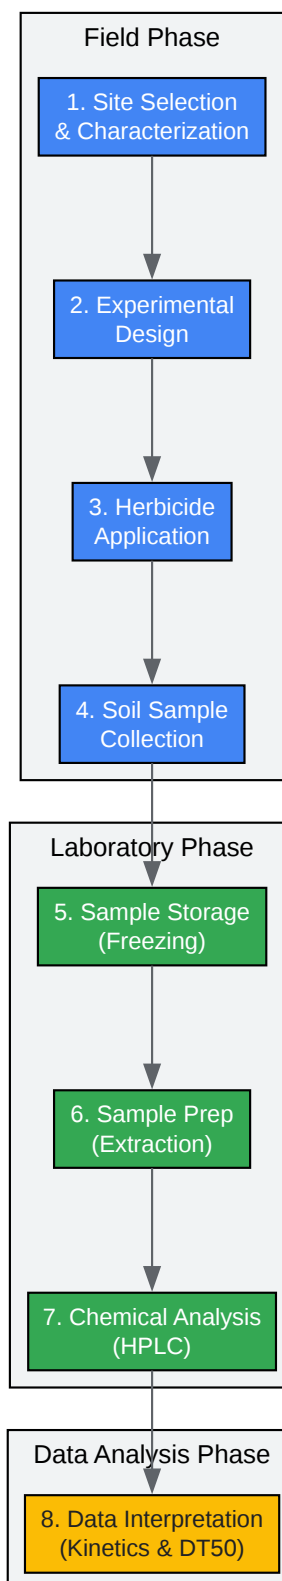 Field Phase
1. Site Selection
& Characterization
2. Experimental
Design
3. Herbicide
Application
4. Soil Sample
Collection
Laboratory Phase
5. Sample Storage
(Freezing)
6. Sample Prep
(Extraction)
7. Chemical Analysis
(HPLC)
Data Analysis Phase
8. Data Interpretation
(Kinetics & DT50)